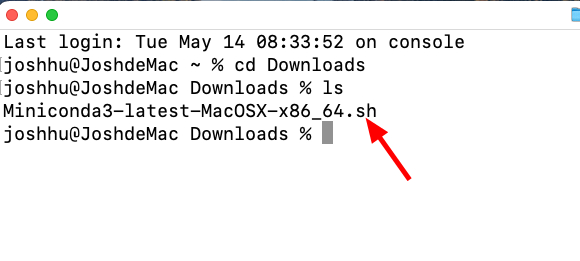 Last login: Tue May 14 08:33:52 on console
joshhu@JoshdeMac ~ % cd Downloads
joshhu@JoshdeMac Downloads % ls
Miniconda3-latest-MacOSX-x86_64.sh
joshhu@JoshdeMac Downloads %